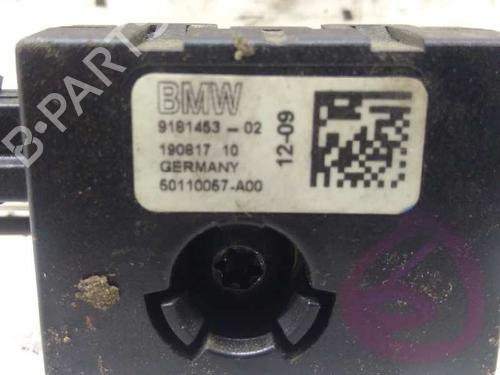 BMW
9181453-02
190817 10
GERMANY
50110057-A00
12-09
B-PARTS